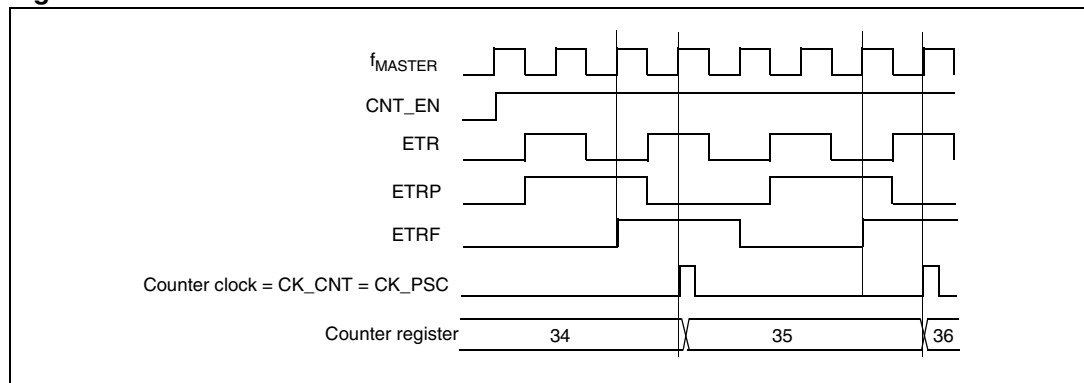 fMASTER
CNT_EN
ETR
ETRP
ETRF
Counter clock = CK_CNT = CK_PSC
Counter register 34 35 36